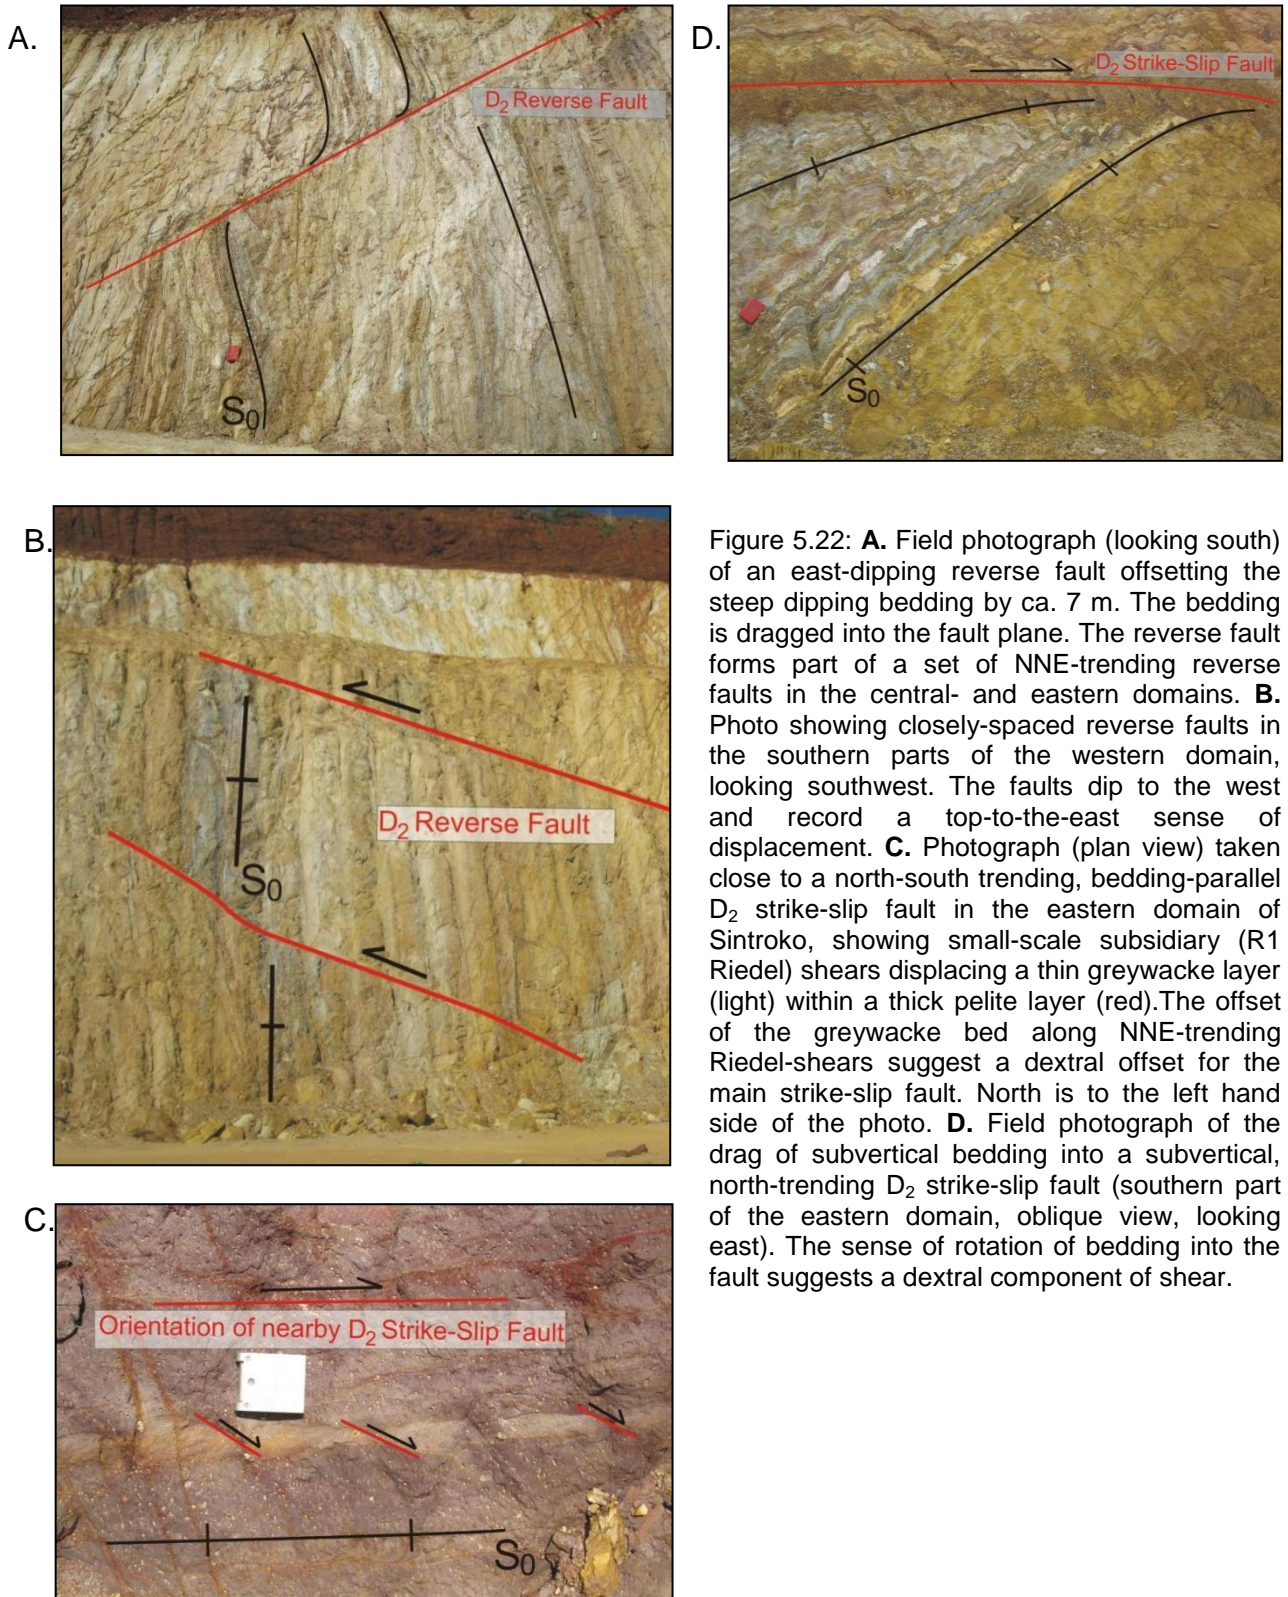 A.
D₂ Reverse Fault
S₀
D.
D₂ Strike-Slip Fault
S₀
B.
D₂ Reverse Fault
S₀
C.
Orientation of nearby D₂ Strike-Slip Fault
S₀
Figure 5.22: A. Field photograph (looking south)
of an east-dipping reverse fault offsetting the
steep dipping bedding by ca. 7 m. The bedding
is dragged into the fault plane. The reverse fault
forms part of a set of NNE-trending reverse
faults in the central- and eastern domains. B.
Photo showing closely-spaced reverse faults in
the southern parts of the western domain,
looking southwest. The faults dip to the west
and record a top-to-the-east sense of
displacement. C. Photograph (plan view) taken
close to a north-south trending, bedding-parallel
D₂ strike-slip fault in the eastern domain of
Sintroko, showing small-scale subsidiary (R1
Riedel) shears displacing a thin greywacke layer
(light) within a thick pelite layer (red).The offset
of the greywacke bed along NNE-trending
Riedel-shears suggest a dextral offset for the
main strike-slip fault. North is to the left hand
side of the photo. D. Field photograph of the
drag of subvertical bedding into a subvertical,
north-trending D₂ strike-slip fault (southern part
of the eastern domain, oblique view, looking
east). The sense of rotation of bedding into the
fault suggests a dextral component of shear.